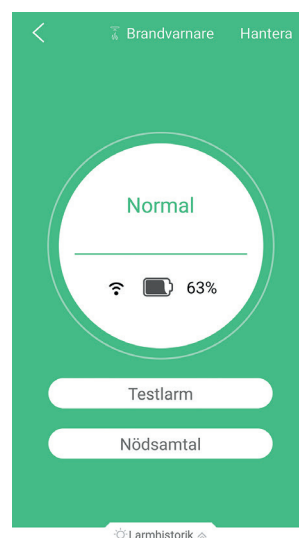 Brandvarnare Hantera
Normal
63%
Testlarm
Nödsamtal
Larmhistorik